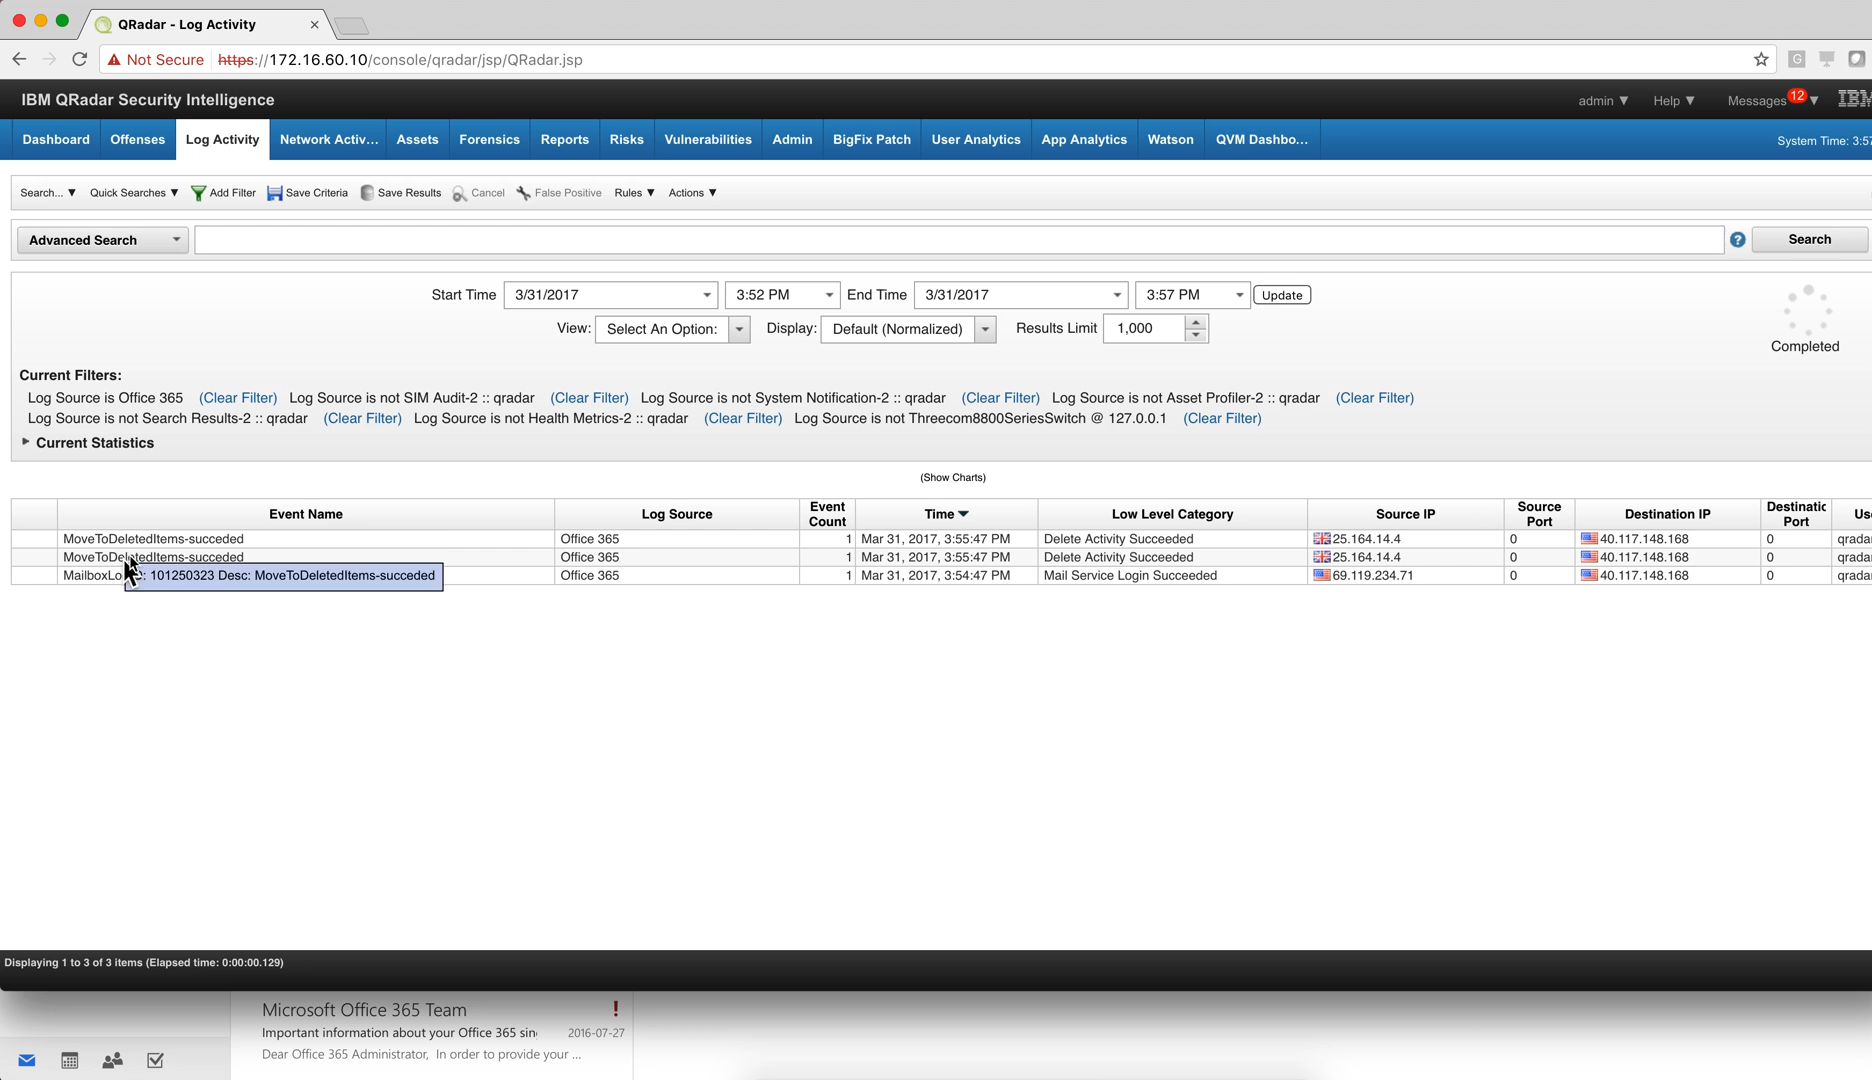 QRadar - Log Activity
Not Secure https://172.16.60.10/console/qradar/jsp/QRadar.jsp
G
IBM QRadar Security Intelligence
admin ▼ Help ▼ Messages 12 ▼ IBM
Dashboard Offenses Log Activity Network Activ... Assets Forensics Reports Risks Vulnerabilities Admin BigFix Patch User Analytics App Analytics Watson QVM Dashbo... System Time: 3:57
Search... ▼ Quick Searches ▼ Add Filter Save Criteria Save Results Cancel False Positive Rules ▼ Actions ▼
Advanced Search ? Search
Start Time 3/31/2017 3:52 PM End Time 3/31/2017 3:57 PM Update
View: Select An Option: Display: Default (Normalized) Results Limit 1,000
Completed
Current Filters:
Log Source is Office 365 (Clear Filter) Log Source is not SIM Audit-2 :: qradar (Clear Filter) Log Source is not System Notification-2 :: qradar (Clear Filter) Log Source is not Asset Profiler-2 :: qradar (Clear Filter)
Log Source is not Search Results-2 :: qradar (Clear Filter) Log Source is not Health Metrics-2 :: qradar (Clear Filter) Log Source is not Threecom8800SeriesSwitch @ 127.0.0.1 (Clear Filter)
Current Statistics
(Show Charts)
Event Name Log Source Event Count Time Low Level Category Source IP Source Port Destination IP Destinatic Port Us
MoveToDeletedItems-succeded Office 365 1 Mar 31, 2017, 3:55:47 PM Delete Activity Succeeded 25.164.14.4 0 40.117.148.168 0 qrada
MoveToDeletedItems-succeded Office 365 1 Mar 31, 2017, 3:55:47 PM Delete Activity Succeeded 25.164.14.4 0 40.117.148.168 0 qrada
MailboxLo : 101250323 Desc: MoveToDeletedItems-succeded Office 365 1 Mar 31, 2017, 3:54:47 PM Mail Service Login Succeeded 69.119.234.71 0 40.117.148.168 0 qrada
Displaying 1 to 3 of 3 items (Elapsed time: 0:00:00.129)
Microsoft Office 365 Team !
Important information about your Office 365 sin 2016-07-27
Dear Office 365 Administrator, In order to provide your ...